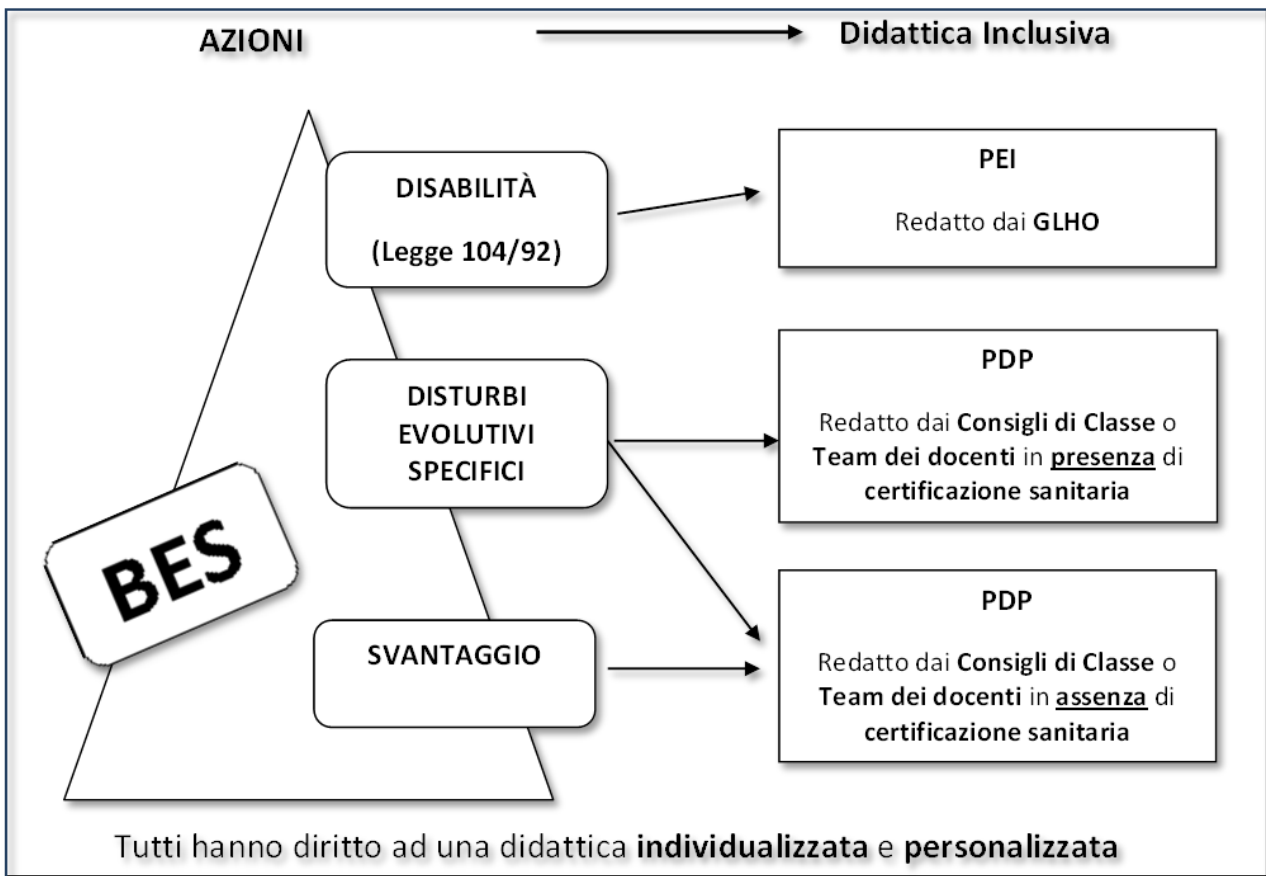 AZIONI
Didattica Inclusiva
DISABILITÀ
(Legge 104/92)
PEI
Redatto dai GLHO
DISTURBI
EVOLUTIVI
SPECIFICI
PDP
Redatto dai Consigli di Classe o
Team dei docenti in presenza di
certificazione sanitaria
BES
SVANTAGGIO
PDP
Redatto dai Consigli di Classe o
Team dei docenti in assenza di
certificazione sanitaria
Tutti hanno diritto ad una didattica individualizzata e personalizzata